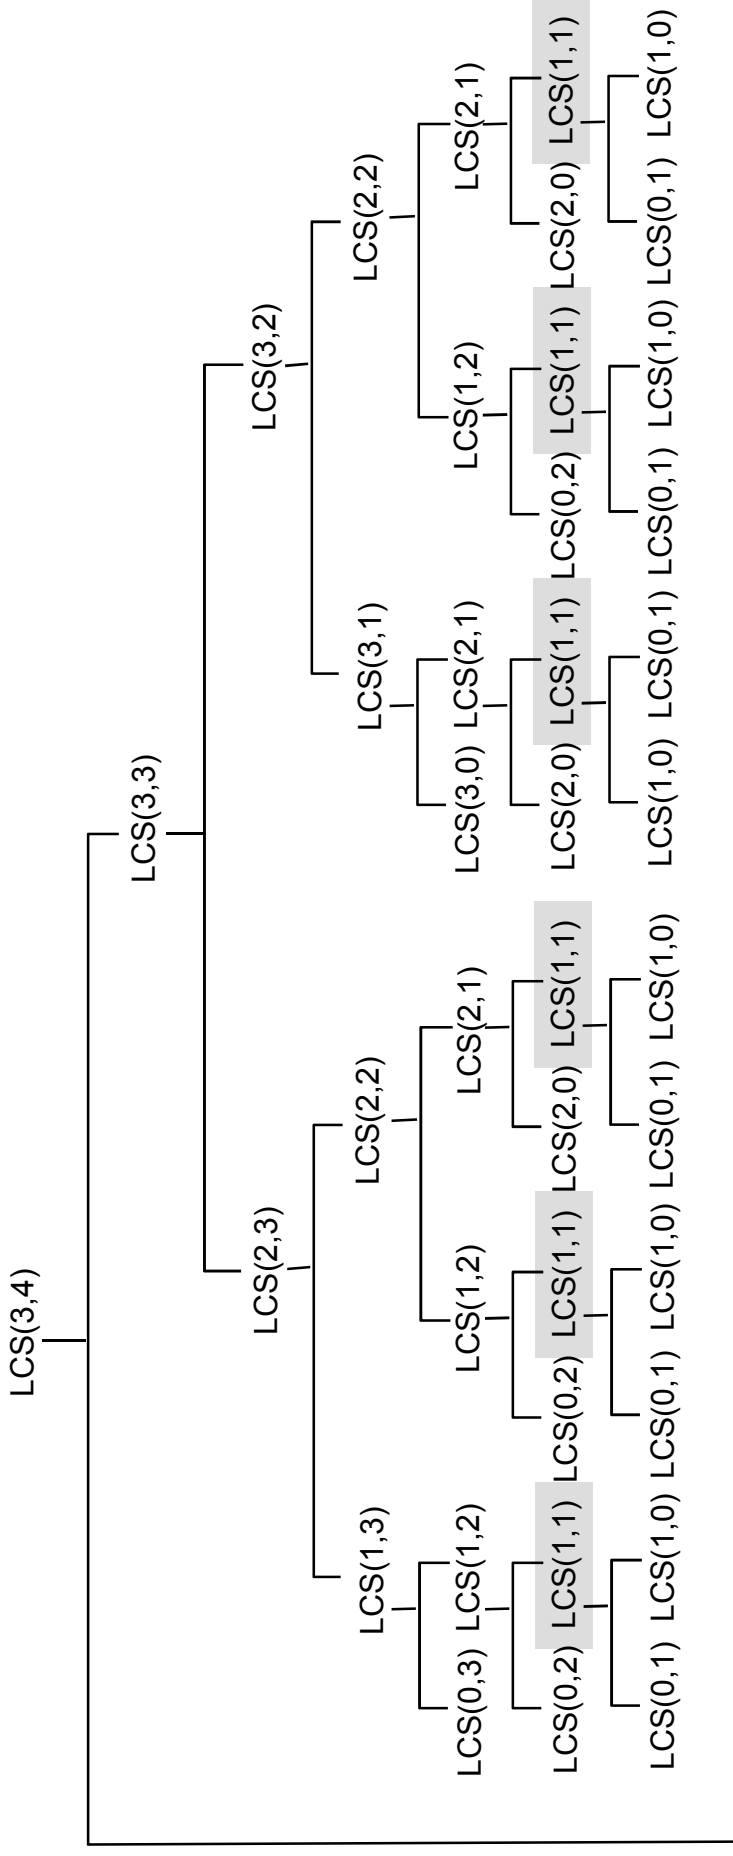 LCS(3,4)
LCS(3,3)
LCS(2,3) LCS(3,2)
LCS(1,3) LCS(2,2) LCS(3,1) LCS(2,2)
LCS(0,3) LCS(1,2) LCS(1,2) LCS(2,1) LCS(3,0) LCS(2,1) LCS(1,2) LCS(2,1)
LCS(0,2) LCS(1,1) LCS(0,2) LCS(1,1) LCS(2,0) LCS(1,1) LCS(2,0) LCS(1,1) LCS(0,2) LCS(1,1) LCS(2,0) LCS(1,1)
LCS(0,1) LCS(1,0) LCS(0,1) LCS(1,0) LCS(0,1) LCS(1,0) LCS(1,0) LCS(0,1) LCS(0,1) LCS(1,0) LCS(0,1) LCS(1,0)